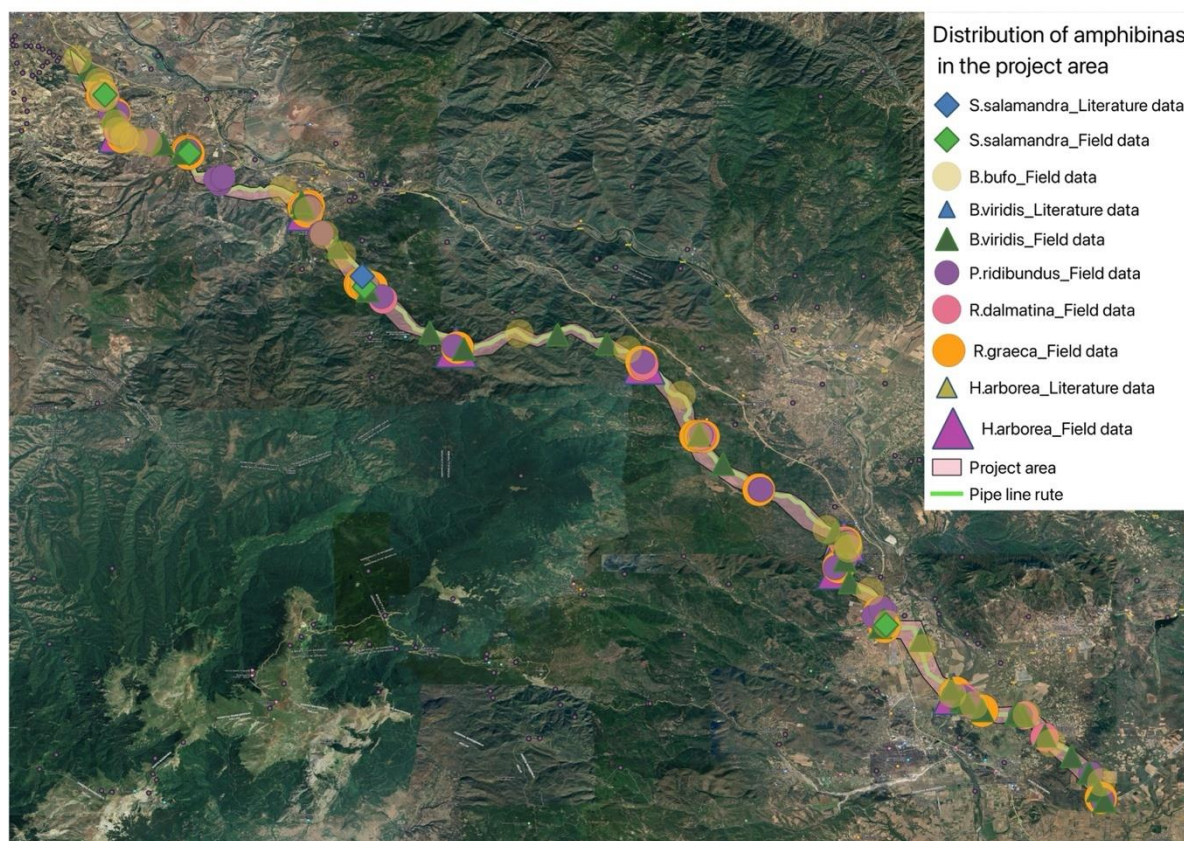 Distribution of amphibinas
in the project area
S.salamandra_Literature data
S.salamandra_Field data
B.bufo_Field data
B.viridis_Literature data
B.viridis_Field data
P.ridibundus_Field data
R.dalmatina_Field data
R.graeca_Field data
H.arborea_Literature data
H.arborea_Field data
Project area
Pipe line rute